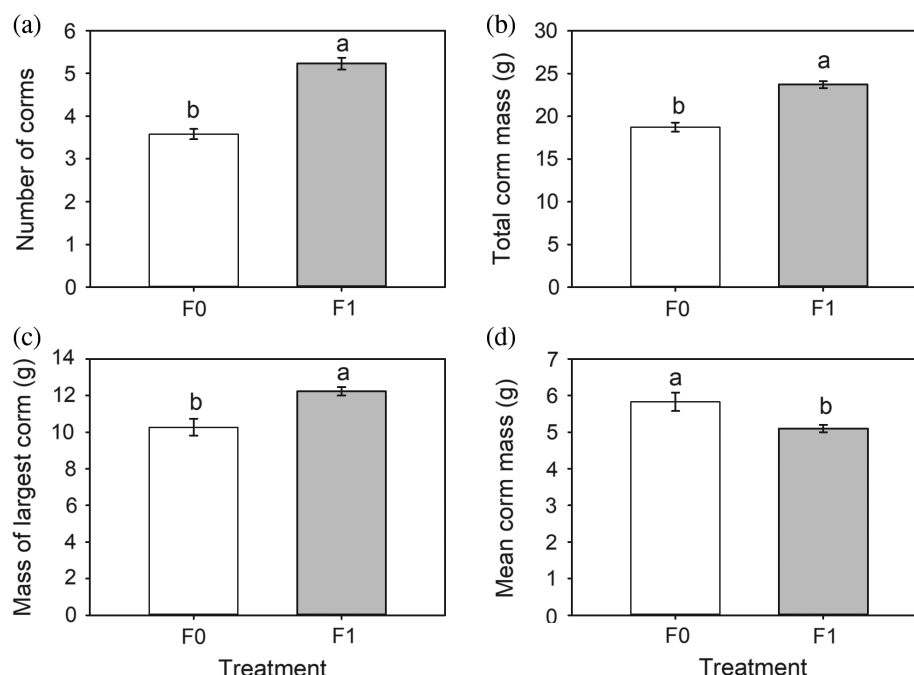 (a)
Number of corms
6
5
4
3
2
1
0
b
a
F0
F1
(b)
Total corm mass (g)
30
25
20
15
10
5
0
b
a
F0
F1
(c)
Mass of largest corm (g)
14
12
10
8
6
4
2
0
b
a
F0
F1
Treatment
(d)
Mean corm mass (g)
7
6
5
4
3
2
1
0
a
b
F0
F1
Treatment